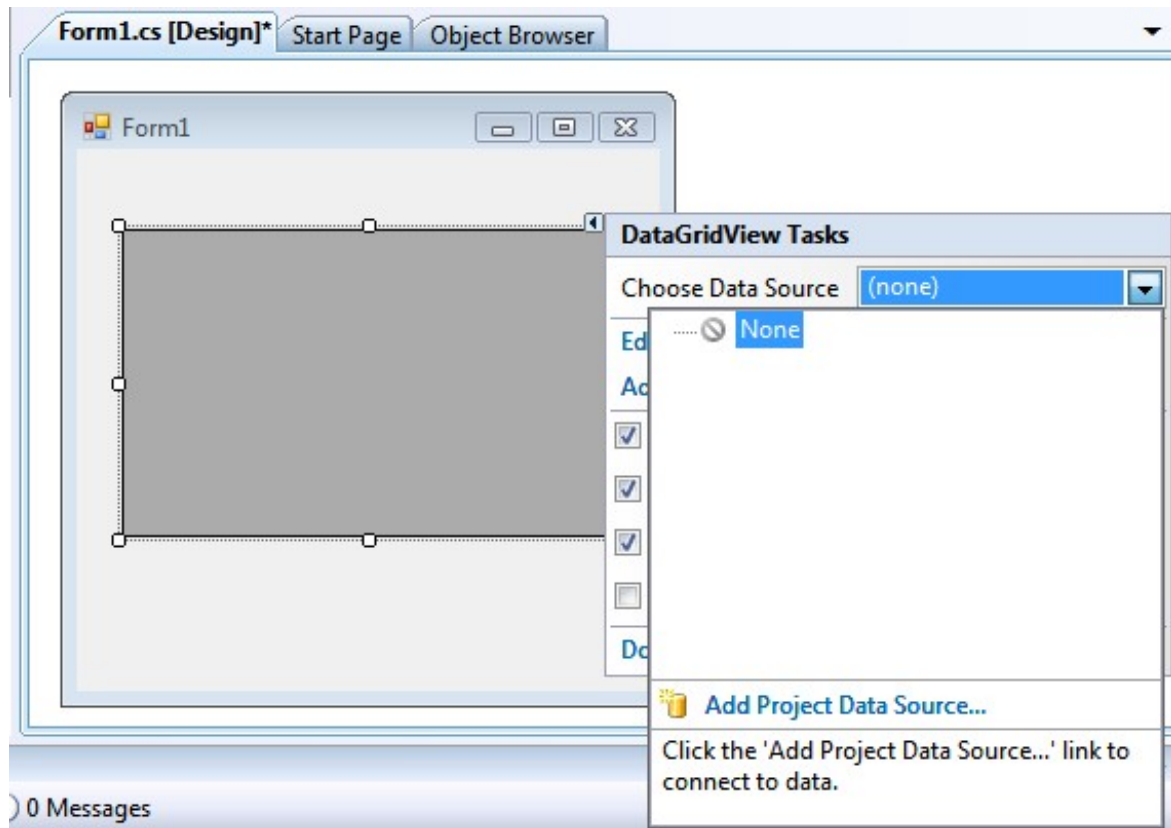 Form1.cs [Design]* Start Page Object Browser
Form1
DataGridView Tasks
Choose Data Source (none)
None
Ed
Ac
Do
Add Project Data Source...
Click the 'Add Project Data Source...' link to
connect to data.
0 Messages